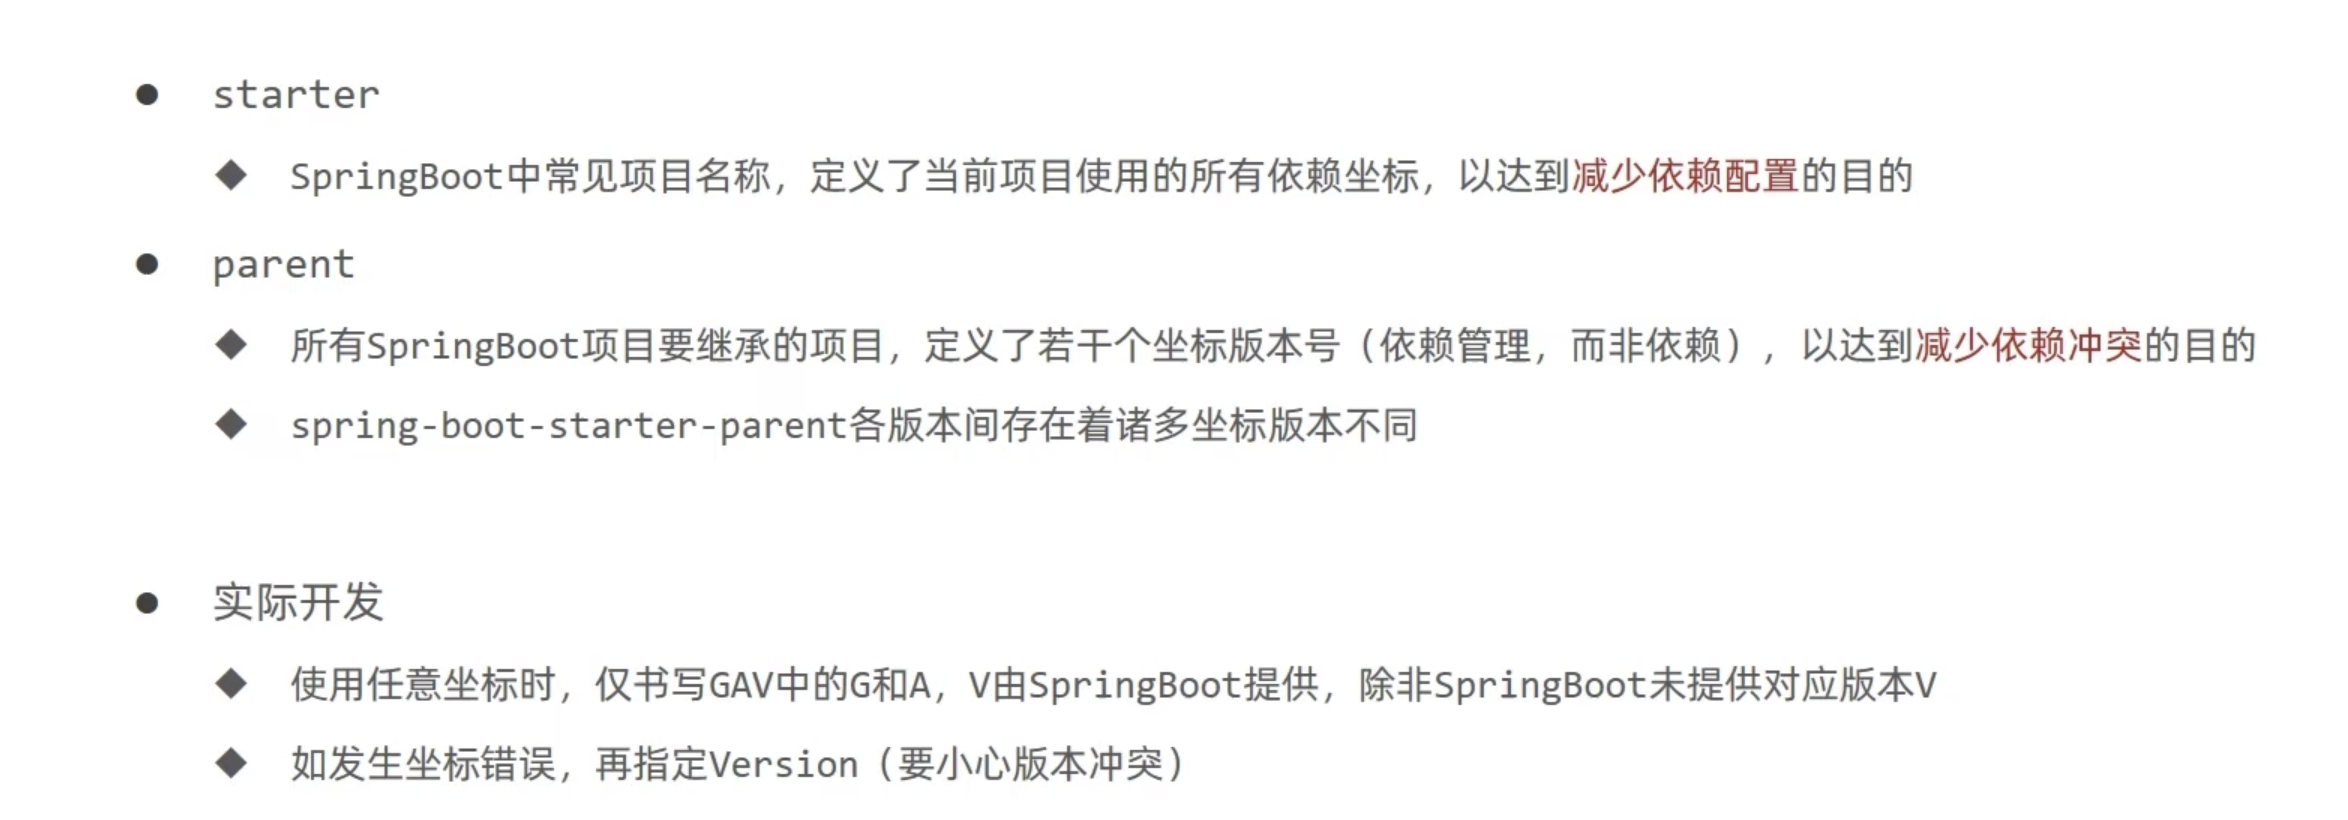 ● starter
◆ SpringBoot中常见项目名称，定义了当前项目使用的所有依赖坐标，以达到减少依赖配置的目的
● parent
◆ 所有SpringBoot项目要继承的项目，定义了若干个坐标版本号（依赖管理，而非依赖），以达到减少依赖冲突的目的
◆ spring-boot-starter-parent各版本间存在着诸多坐标版本不同
● 实际开发
◆ 使用任意坐标时，仅书写GAV中的G和A，V由SpringBoot提供，除非SpringBoot未提供对应版本V
◆ 如发生坐标错误，再指定Version（要小心版本冲突）